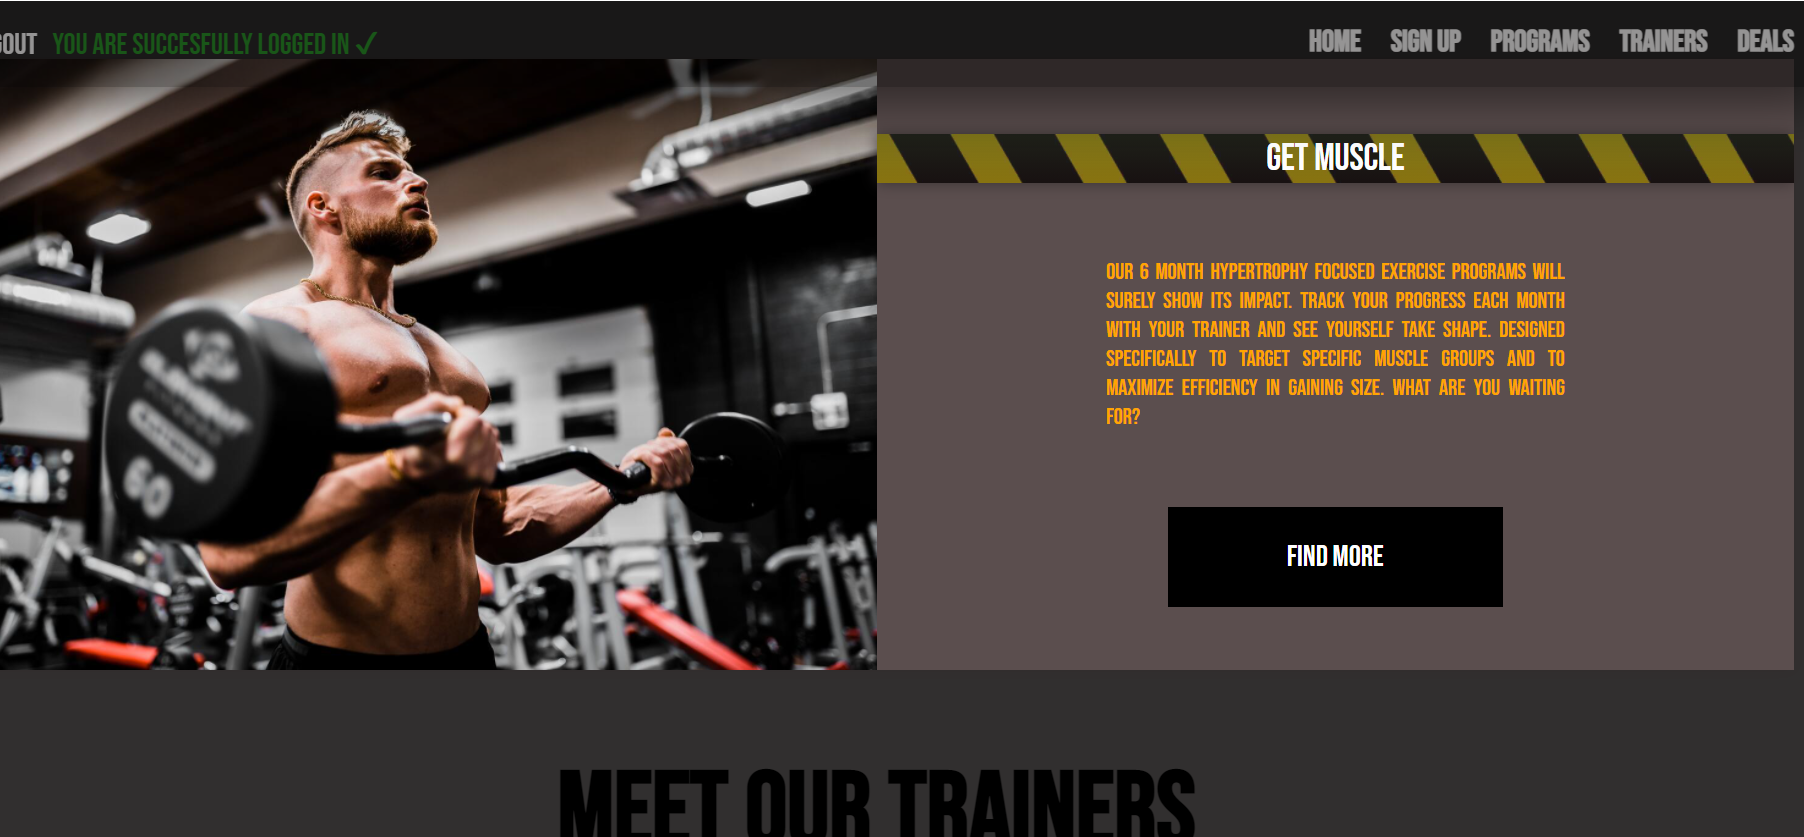 GOUT YOU ARE SUCCESFULLY LOGGED IN ✓
HOME SIGN UP PROGRAMS TRAINERS DEALS
GET MUSCLE
OUR 6 MONTH HYPERTROPHY FOCUSED EXERCISE PROGRAMS WILL
SURELY SHOW ITS IMPACT. TRACK YOUR PROGRESS EACH MONTH
WITH YOUR TRAINER AND SEE YOURSELF TAKE SHAPE. DESIGNED
SPECIFICALLY TO TARGET SPECIFIC MUSCLE GROUPS AND TO
MAXIMIZE EFFICIENCY IN GAINING SIZE. WHAT ARE YOU WAITING
FOR?
60
FIND MORE
MEET OUR TRAINERS